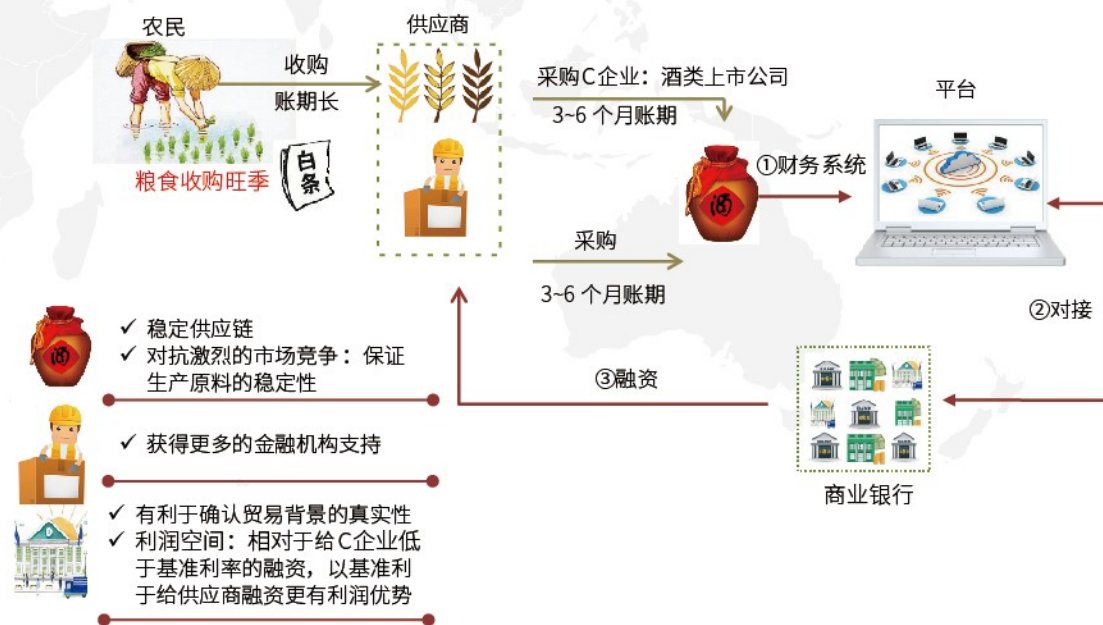 农民
供应商
收购
账期长
白条
粮食收购旺季
采购C企业：酒类上市公司
3~6 个月账期
平台
①财务系统
酒
采购
3~6 个月账期
②对接
③融资
商业银行
酒
✓ 稳定供应链
✓ 对抗激烈的市场竞争：保证
生产原料的稳定性
✓ 获得更多的金融机构支持
✓ 有利于确认贸易背景的真实性
✓ 利润空间：相对于给C企业低
于基准利率的融资，以基准利
于给供应商融资更有利润优势